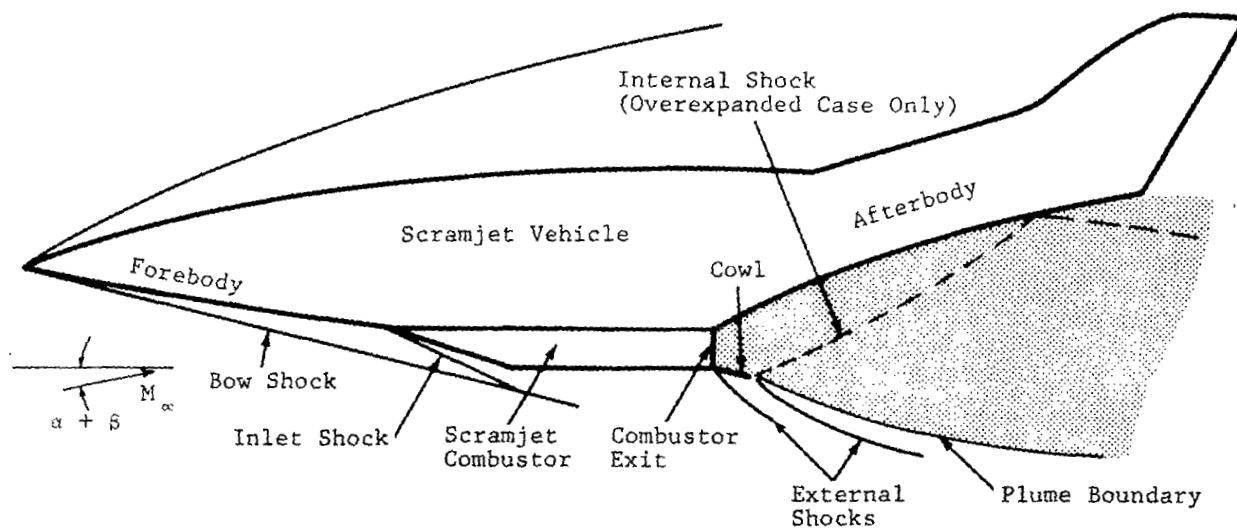 Internal Shock
(Overexpanded Case Only)
Afterbody
Scramjet Vehicle
Cowl
Forebody
Bow Shock
M∞
α + β
Inlet Shock
Scramjet
Combustor
Combustor
Exit
External
Shocks
Plume Boundary